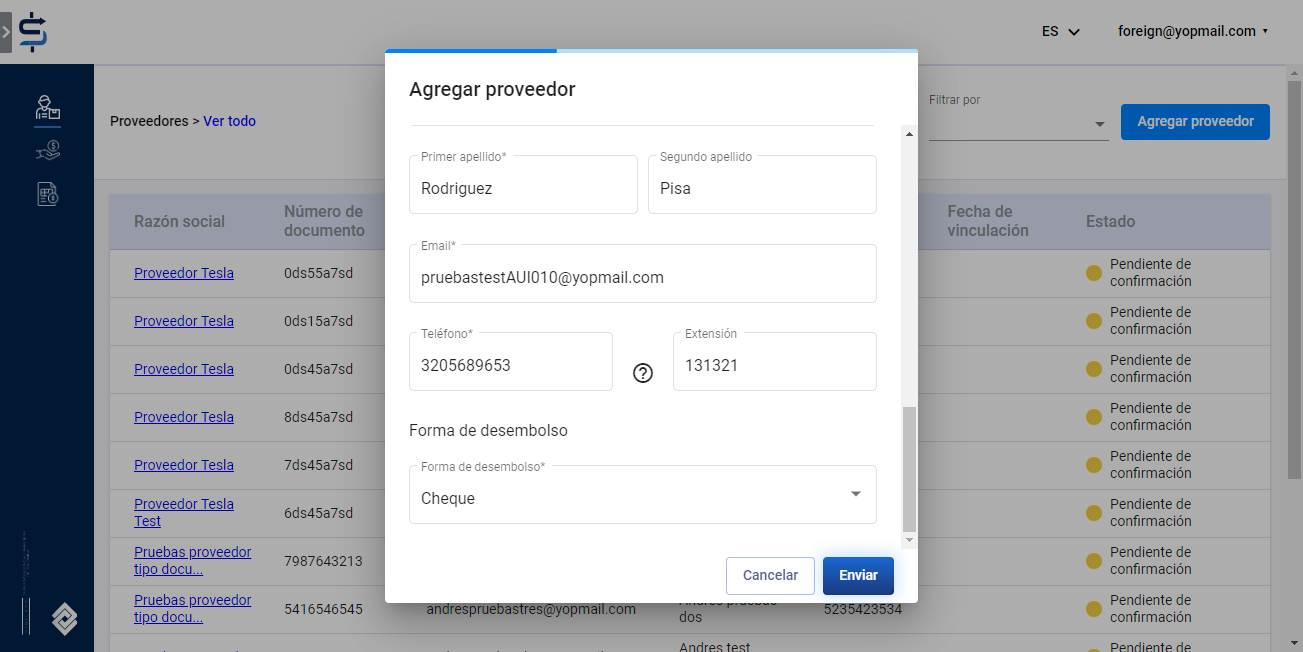 ES
foreign@yopmail.com
Proveedores > Ver todo
Filtrar por
Agregar proveedor
Agregar proveedor
Primer apellido*
Rodriguez
Segundo apellido
Pisa
Email*
pruebastestAUI010@yopmail.com
Teléfono*
3205689653
Extensión
131321
Forma de desembolso
Forma de desembolso*
Cheque
Cancelar
Enviar
Razón social
Número de
documento
Fecha de
vinculación
Estado
Proveedor Tesla
0ds55a7sd
Pendiente de
confirmación
Proveedor Tesla
0ds15a7sd
Pendiente de
confirmación
Proveedor Tesla
0ds45a7sd
Pendiente de
confirmación
Proveedor Tesla
8ds45a7sd
Pendiente de
confirmación
Proveedor Tesla
7ds45a7sd
Pendiente de
confirmación
Proveedor Tesla
Test
6ds45a7sd
Pendiente de
confirmación
Pruebas proveedor
tipo docu...
7987643213
Pendiente de
confirmación
Pruebas proveedor
tipo docu...
5416546545
andrespruebastres@yopmail.com
Andres pruebas
dos
5235423534
Pendiente de
confirmación
Andres test
Pendiente de